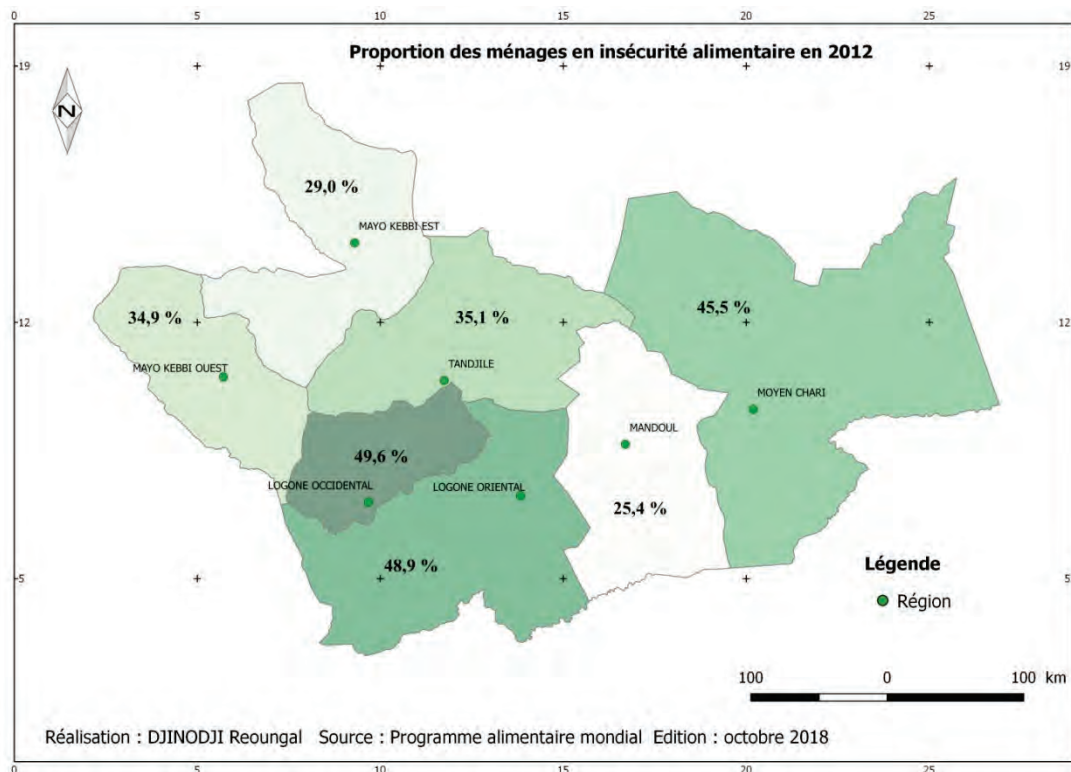 0 5 10 15 20 25
Proportion des ménages en insécurité alimentaire en 2012
19 19
N
29,0 %
MAYO KEBBI EST
34,9 %
35,1 %
45,5 %
12 12
MAYO KEBBI OUEST
TANDJILE
MOYEN CHARI
MANDOUL
49,6 %
LOGONE OCCIDENTAL
LOGONE ORIENTAL
25,4 %
48,9 %
5 5
Légende
Région
100 0 100 km
Réalisation : DJINODJI Reoungal Source : Programme alimentaire mondial Edition : octobre 2018
0 5 10 15 20 25